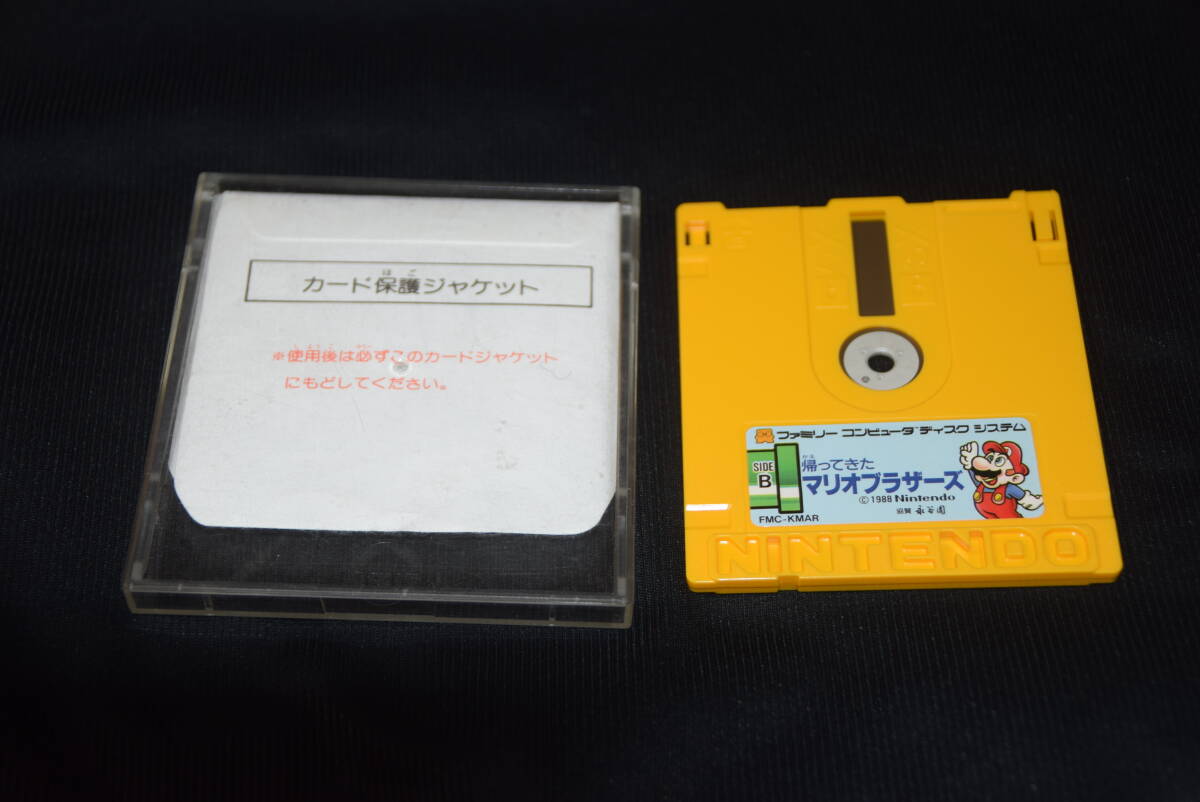 カード保護ジャケット
※使用後は必ずこのカードジャケット
にもどしてください。
ファミリー コンピュータ ディスク システム
SIDE
B
帰ってきた
マリオブラザーズ
©1988 Nintendo
FMC-KMAR
協賛 永谷園
NINTENDO